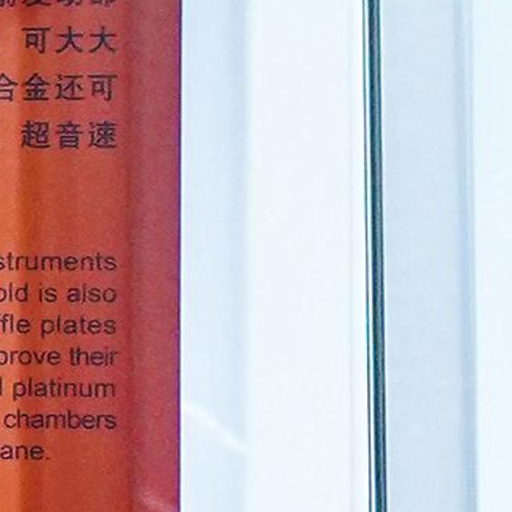 可大大
合金还可
超音速
struments
old is also
ffle plates
prove their
platinum
chambers
ane.